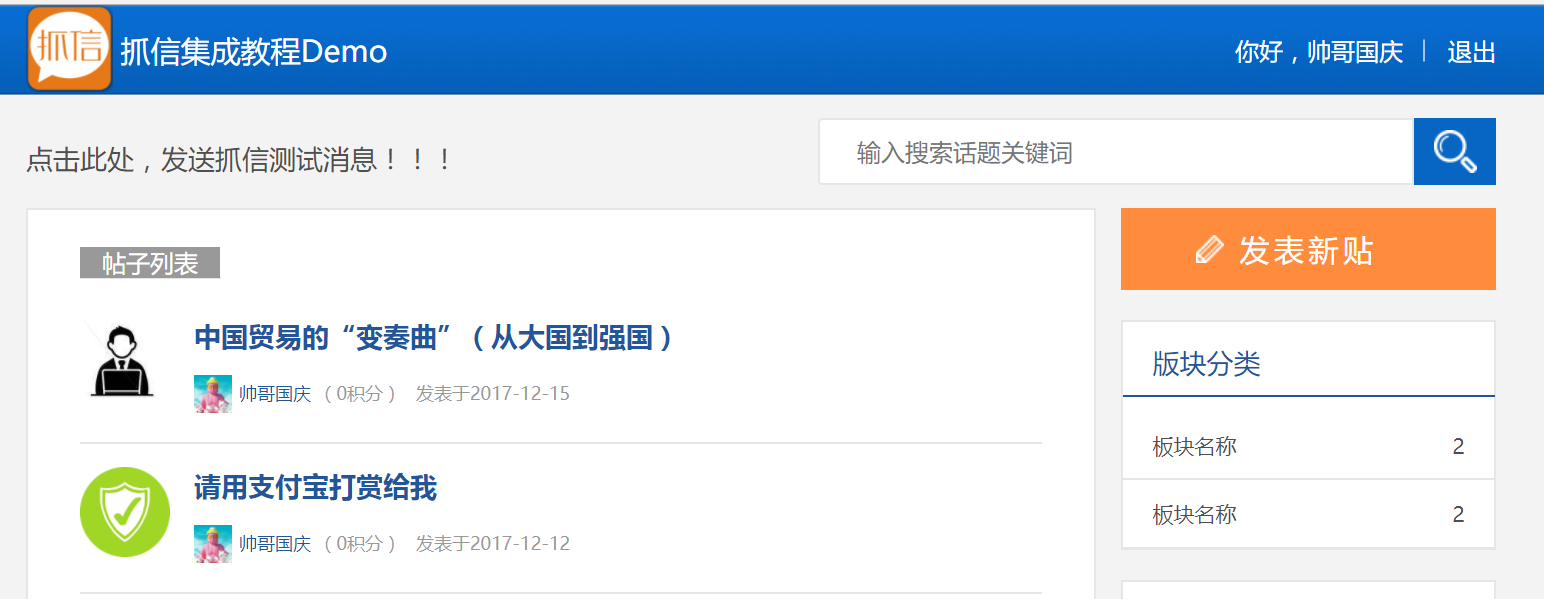 抓信
抓信集成教程Demo
你好，帅哥国庆
退出
点击此处，发送抓信测试消息！！！
输入搜索话题关键词
帖子列表
发表新贴
中国贸易的“变奏曲”（从大国到强国）
帅哥国庆 （0积分） 发表于2017-12-15
请用支付宝打赏给我
帅哥国庆 （0积分） 发表于2017-12-12
版块分类
板块名称 2
板块名称 2